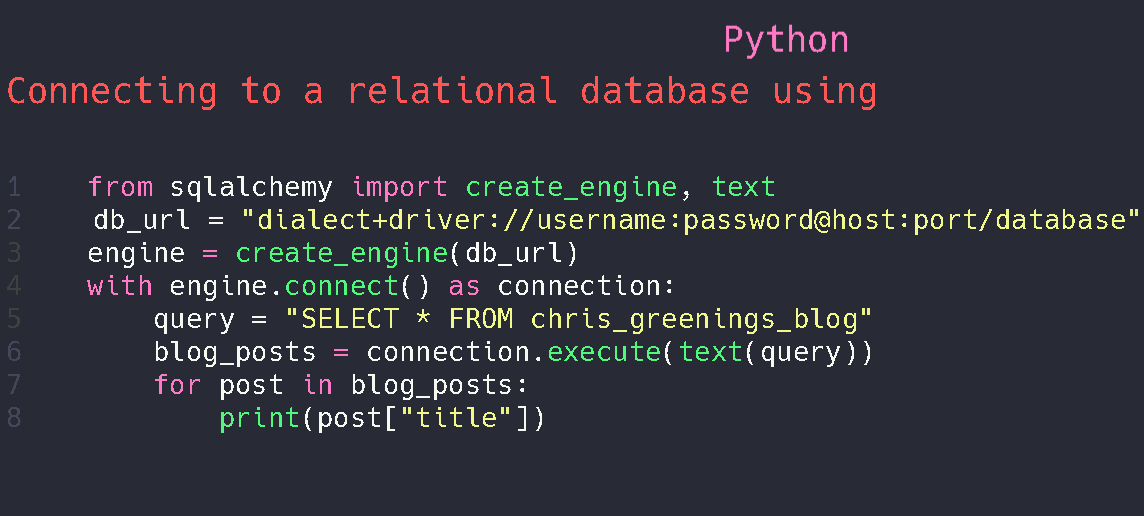 Python
Connecting to a relational database using
1    from sqlalchemy import create_engine, text
2    db_url = "dialect+driver://username:password@host:port/database"
3    engine = create_engine(db_url)
4    with engine.connect() as connection:
5        query = "SELECT * FROM chris_greenings_blog"
6        blog_posts = connection.execute(text(query))
7        for post in blog_posts:
8            print(post["title"])